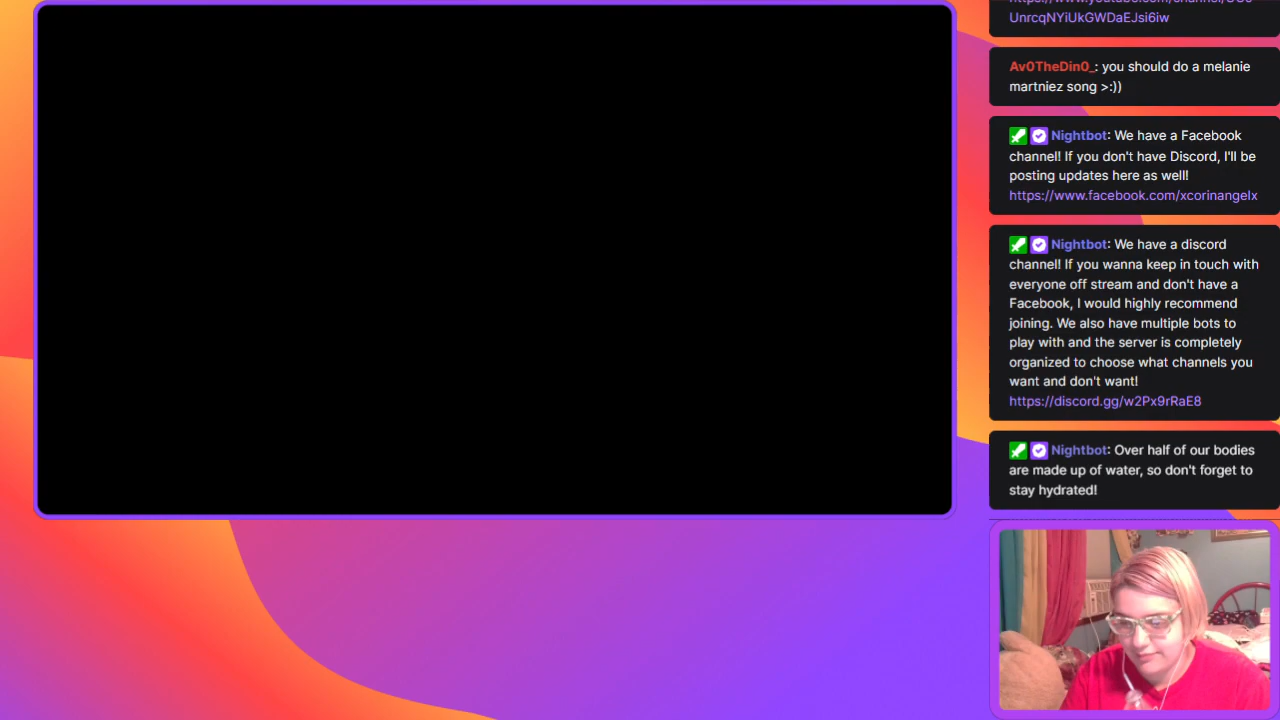 UnrcqNYiUkGWDaEJsi6iw
Av0TheDin0_: you should do a melanie
martniez song >:))
Nightbot: We have a Facebook
channel! If you don't have Discord, I'll be
posting updates here as well!
https://www.facebook.com/xcorinangelx
Nightbot: We have a discord
channel! If you wanna keep in touch with
everyone off stream and don't have a
Facebook, I would highly recommend
joining. We also have multiple bots to
play with and the server is completely
organized to choose what channels you
want and don't want!
https://discord.gg/w2Px9rRaE8
Nightbot: Over half of our bodies
are made up of water, so don't forget to
stay hydrated!